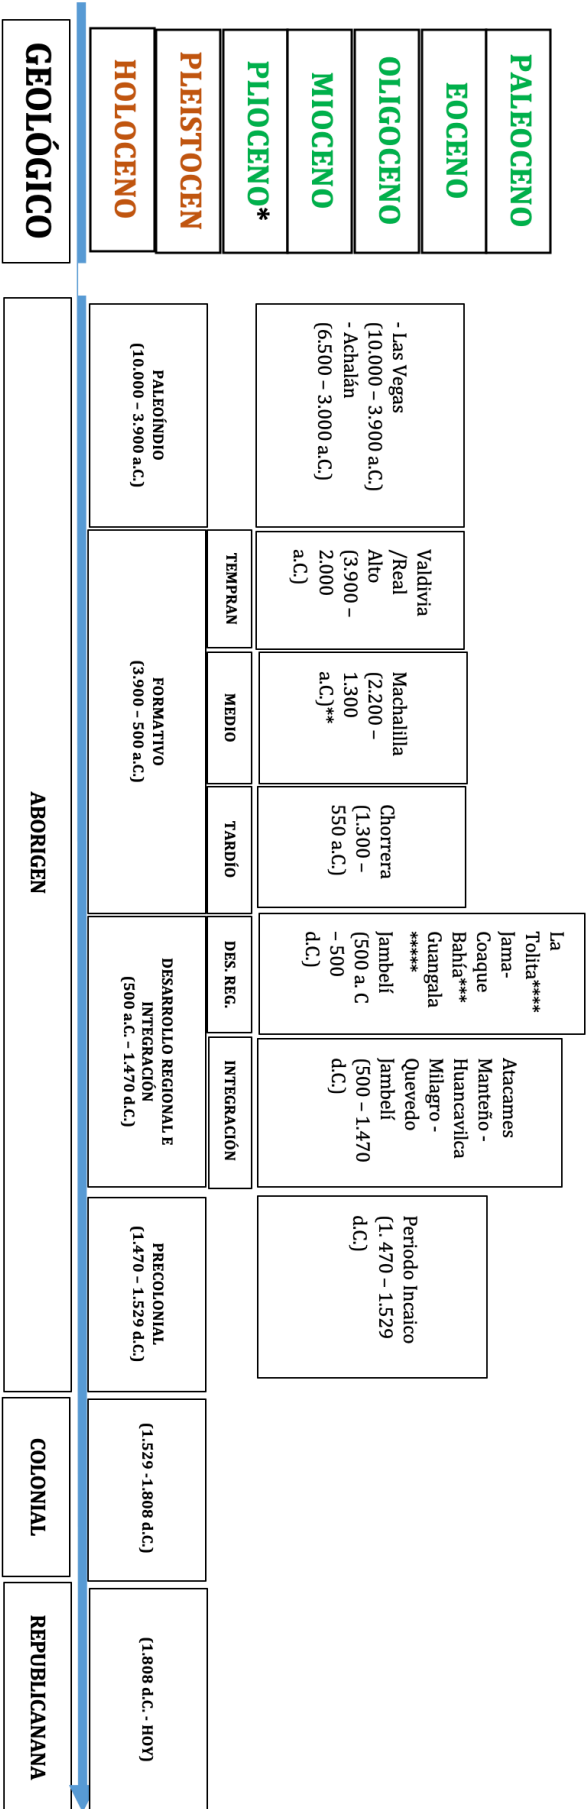 PALEOCENO
EOCENO
OLIGOCENO
MIOCENO
PLIOCENO*
PLEISTOCEN
HOLOCENO
GEOLÓGICO
- Las Vegas
(10.000 – 3.900 a.C.)
- Achalán
(6.500 – 3.000 a.C.)
PALEOÍNDIO
(10.000 – 3.900 a.C.)
Valdivia
/Real
Alto
(3.900 –
2.000
a.C.)
TEMPRAN
Machalilla
(2.200 –
1.300
a.C.)**
MEDIO
Chorrera
(1.300 –
550 a.C.)
TARDÍO
FORMATIVO
(3.900 – 500 a.C.)
La
Tolita****
Jama-
Coaque
Bahía***
Guangala
*****
Jambelí
(500 a. C
– 500
d.C.)
DES. REG.
Atacames
Manteño -
Huancavilca
Milagro -
Quevedo
Jambelí
(500 – 1.470
d.C.)
INTEGRACIÓN
DESARROLLO REGIONAL E
INTEGRACIÓN
(500 a.C. – 1.470 d.C.)
Periodo Incaico
(1. 470 – 1.529
d.C.)
PRECOLONIAL
(1.470 – 1.529 d.C.)
ABORIGEN
(1.529 -1.808 d.C.)
COLONIAL
(1.808 d.C. - HOY)
REPUBLICANANA